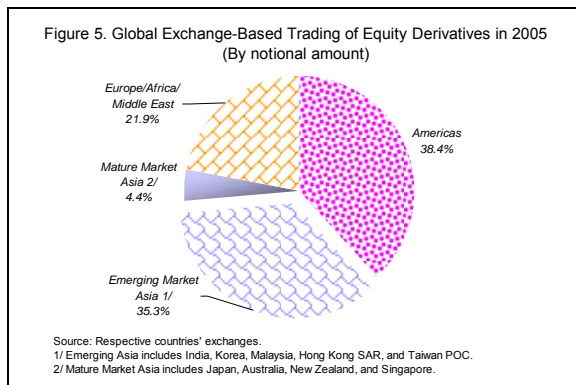 Figure 5. Global Exchange-Based Trading of Equity Derivatives in 2005
(By notional amount)
Europe/Africa/
Middle East
21.9%
Americas
38.4%
Mature Market
Asia 2/
4.4%
Emerging Market
Asia 1/
35.3%
Source: Respective countries' exchanges.
1/ Emerging Asia includes India, Korea, Malaysia, Hong Kong SAR, and Taiwan POC.
2/ Mature Market Asia includes Japan, Australia, New Zealand, and Singapore.